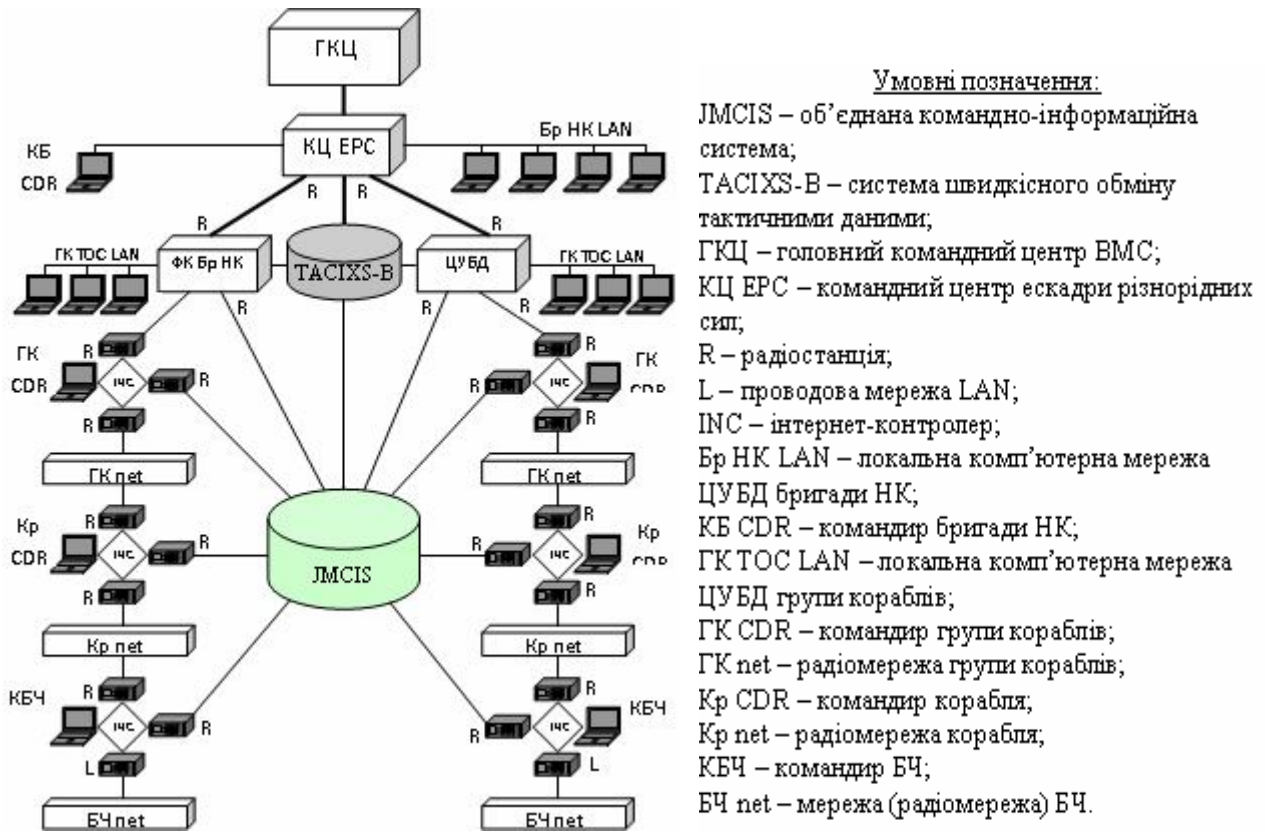 ГКЦ
КЦ ЕРС
КБ
CDR
Бр НК LAN
R
R
R
R
R
ГК ТОС LAN
ФК Бр НК
TACIXS-B
ЦУБД
ГК ТОС LAN
R
R
R
R
ГК
CDR
R
ІЧС
R
R
ГК net
R
ІЧС
R
R
ГК
ГК net
Кр
CDR
R
ІЧС
R
R
Кр net
JMCIS
R
R
ІЧС
R
Кр
Кр net
КБЧ
R
ІЧС
R
L
БЧ net
R
R
ІЧС
КБЧ
L
БЧ net
Умовні позначення:
JMCIS – об’єднана командно-інформаційна
система;
TACIXS-B – система швидкісного обміну
тактичними даними;
ГКЦ – головний командний центр ВМС;
КЦ ЕРС – командний центр ескадри різнорідних
сил;
R – радіостанція;
L – проводова мережа LAN;
INC – інтернет-контролер;
Бр НК LAN – локальна комп’ютерна мережа
ЦУБД бригади НК;
КБ CDR – командир бригади НК;
ГК ТОС LAN – локальна комп’ютерна мережа
ЦУБД групи кораблів;
ГК CDR – командир групи кораблів;
ГК net – радіомережа групи кораблів;
Кр CDR – командир корабля;
Кр net – радіомережа корабля;
КБЧ – командир БЧ;
БЧ net – мережа (радіомережа) БЧ.